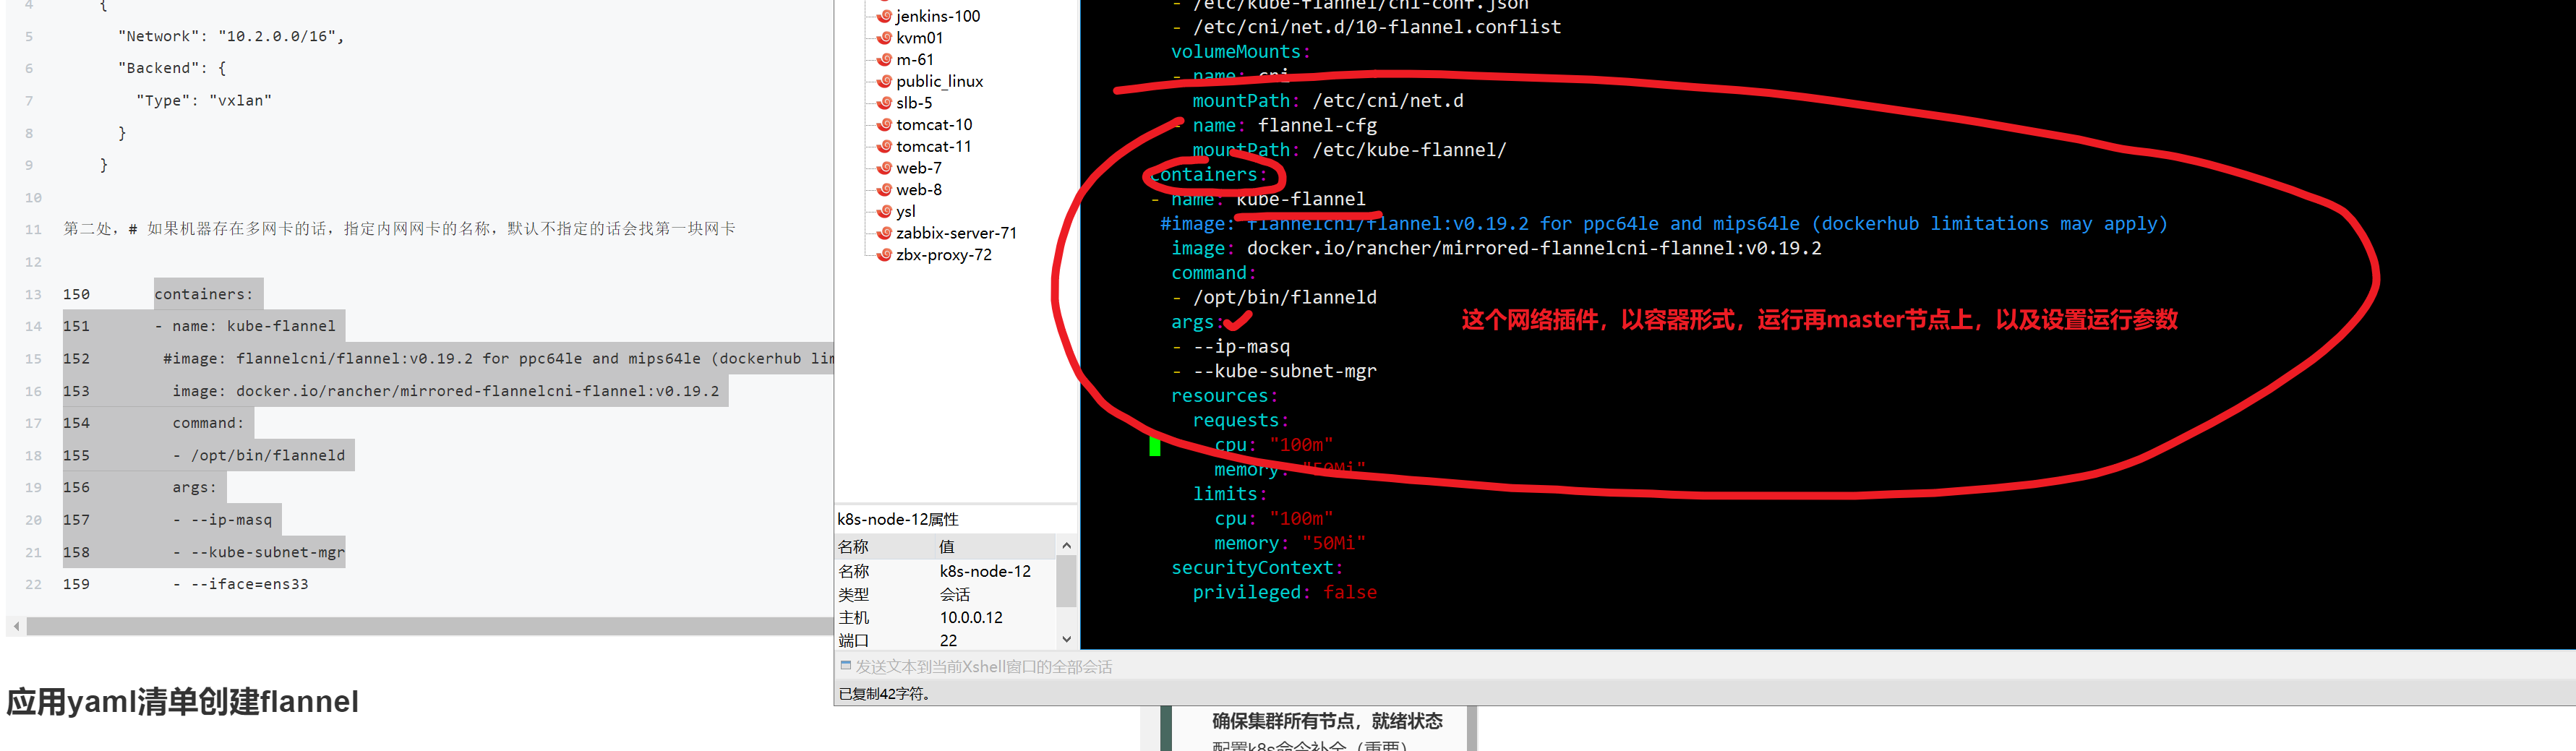 4 {
5 "Network": "10.2.0.0/16",
6 "Backend": {
7 "Type": "vxlan"
8 }
9 }
10
11 第二处，# 如果机器存在多网卡的话，指定内网网卡的名称，默认不指定的话会找第一块网卡
12
13 150 containers:
14 151 - name: kube-flannel
15 152 #image: flannelcni/flannel:v0.19.2 for ppc64le and mips64le (dockerhub lim
16 153 image: docker.io/rancher/mirrored-flannelcni-flannel:v0.19.2
17 154 command:
18 155 - /opt/bin/flanneld
19 156 args:
20 157 - --ip-masq
21 158 - --kube-subnet-mgr
22 159 - --iface=ens33
应用yaml清单创建flannel
jenkins-100
kvm01
m-61
public_linux
slb-5
tomcat-10
tomcat-11
web-7
web-8
ysl
zabbix-server-71
zbx-proxy-72
k8s-node-12属性
名称 值
名称 k8s-node-12
类型 会话
主机 10.0.0.12
端口 22
- /etc/kube-flannel/cni-conf.json
- /etc/cni/net.d/10-flannel.conflist
volumeMounts:
- name: cni
mountPath: /etc/cni/net.d
- name: flannel-cfg
mountPath: /etc/kube-flannel/
containers:
- name: kube-flannel
#image: flannelcni/flannel:v0.19.2 for ppc64le and mips64le (dockerhub limitations may apply)
image: docker.io/rancher/mirrored-flannelcni-flannel:v0.19.2
command:
- /opt/bin/flanneld
args:
这个网络插件，以容器形式，运行再master节点上，以及设置运行参数
- --ip-masq
- --kube-subnet-mgr
resources:
requests:
cpu: "100m"
memory: "50Mi"
limits:
cpu: "100m"
memory: "50Mi"
securityContext:
privileged: false
发送文本到当前Xshell窗口的全部会话
已复制42字符。
确保集群所有节点，就绪状态
配置k8s命令补全（重要）